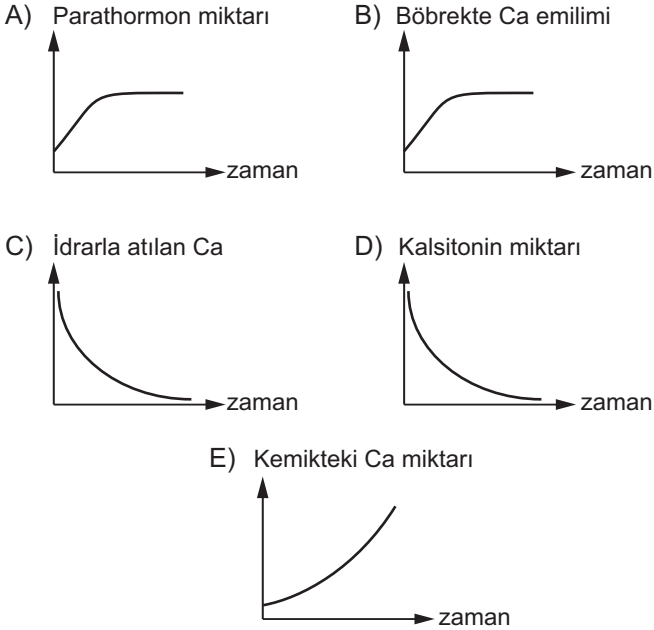 A) Parathormon miktarı
B) Böbrekte Ca emilimi
zaman
zaman
C) İdrarla atılan Ca
D) Kalsitonin miktarı
zaman
zaman
E) Kemikteki Ca miktarı
zaman